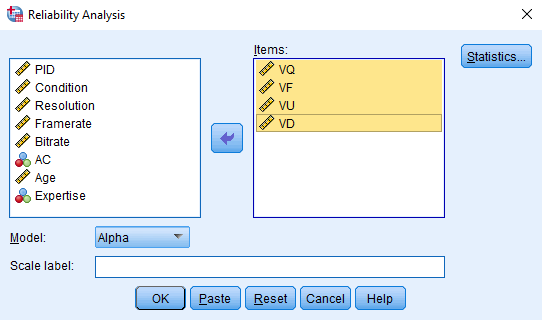 Reliability Analysis
Items:
Statistics...
PID
Condition
Resolution
Framerate
Bitrate
AC
Age
Expertise
VQ
VF
VU
VD
Model:
Alpha
Scale label:
OK Paste Reset Cancel Help